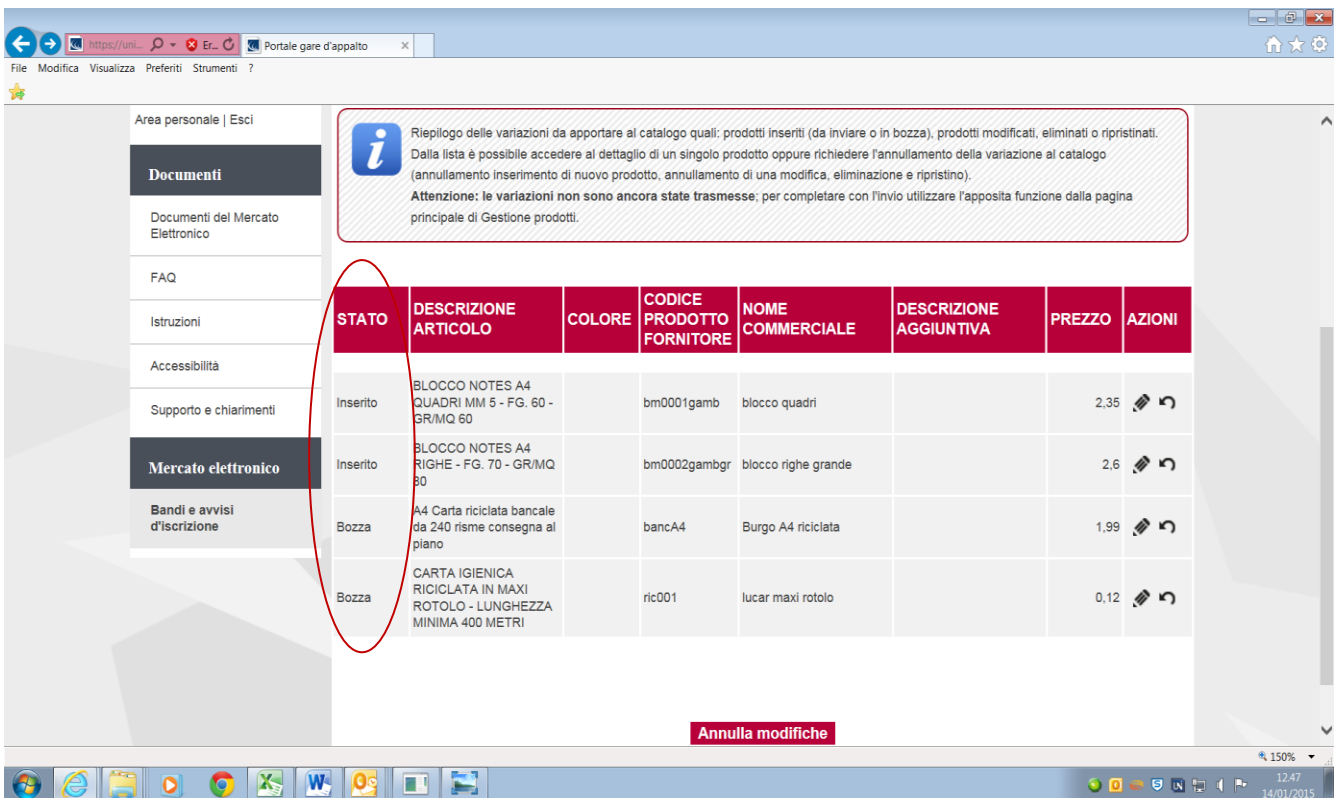 https://uni...
Er...
Portale gare d'appalto
File Modifica Visualizza Preferiti Strumenti ?
Area personale | Esci
Documenti
Documenti del Mercato
Elettronico
FAQ
Istruzioni
Accessibilità
Supporto e chiarimenti
Mercato elettronico
Bandi e avvisi
d'iscrizione
Riepilogo delle variazioni da apportare al catalogo quali: prodotti inseriti (da inviare o in bozza), prodotti modificati, eliminati o ripristinati.
Dalla lista è possibile accedere al dettaglio di un singolo prodotto oppure richiedere l'annullamento della variazione al catalogo
(annullamento inserimento di nuovo prodotto, annullamento di una modifica, eliminazione e ripristino).
Attenzione: le variazioni non sono ancora state trasmesse; per completare con l'invio utilizzare l'apposita funzione dalla pagina
principale di Gestione prodotti.
STATO
DESCRIZIONE
ARTICOLO
COLORE
CODICE
PRODOTTO
FORNITORE
NOME
COMMERCIALE
DESCRIZIONE
AGGIUNTIVA
PREZZO
AZIONI
Inserito
BLOCCO NOTES A4
QUADRI MM 5 - FG. 60 -
GR/MQ 60
bm0001gamb
blocco quadri
2,35
Inserito
BLOCCO NOTES A4
RIGHE - FG. 70 - GR/MQ
60
bm0002gambgr
blocco righe grande
2,6
Bozza
A4 Carta riciclata bancale
da 240 risme consegna al
piano
bancA4
Burgo A4 riciclata
1,99
Bozza
CARTA IGIENICA
RICICLATA IN MAXI
ROTOLO - LUNGHEZZA
MINIMA 400 METRI
ric001
lucar maxi rotolo
0,12
Annulla modifiche
150%
12.47
14/01/2015